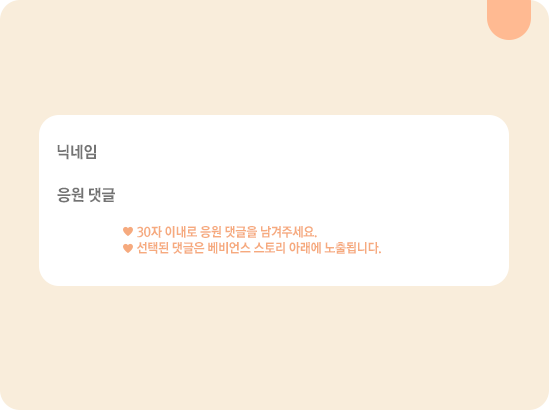 닉네임
응원 댓글
♥ 30자 이내로 응원 댓글을 남겨주세요.
♥ 선택된 댓글은 베비언스 스토리 아래에 노출됩니다.